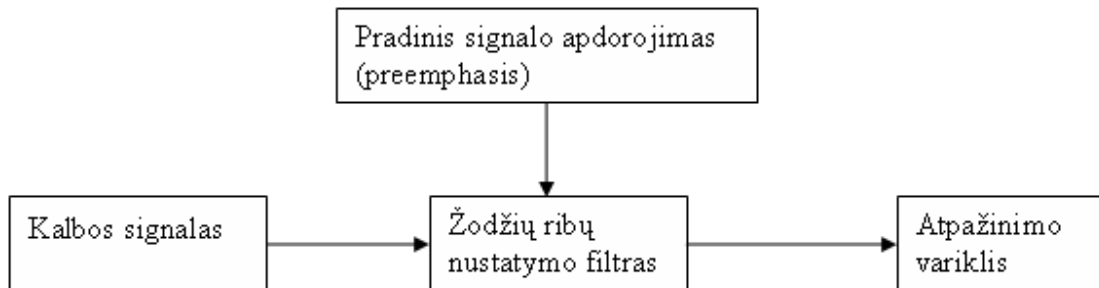 Pradinis signalo apdorojimas
(preemphasis)
Kalbos signalas
Žodžių ribų
nustatymo filtras
Atpažinimo
variklis